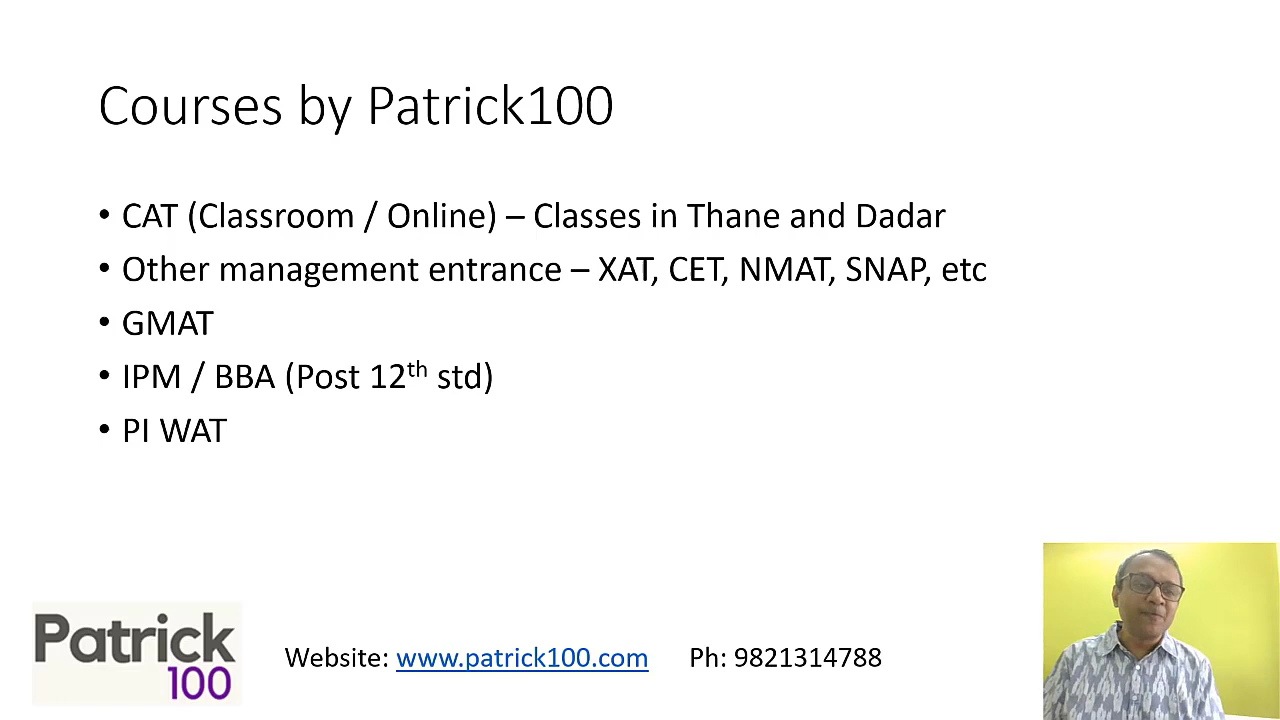 Courses by Patrick100
• CAT (Classroom / Online) – Classes in Thane and Dadar
• Other management entrance – XAT, CET, NMAT, SNAP, etc
• GMAT
• IPM / BBA (Post 12th std)
• PI WAT
Patrick
100
Website: www.patrick100.com Ph: 9821314788